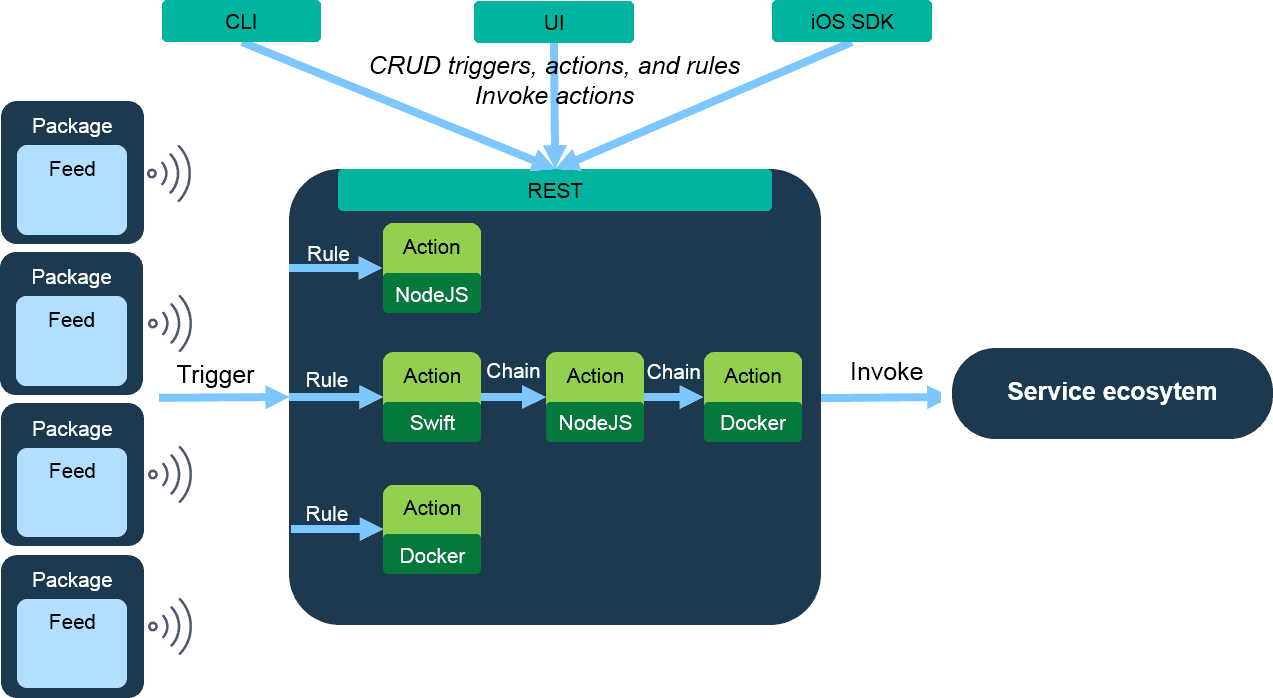 CLI
UI
iOS SDK
CRUD triggers, actions, and rules
Invoke actions
Package
Feed
Package
Feed
Package
Feed
Package
Feed
Trigger
REST
Rule
Action
NodeJS
Rule
Action
Swift
Chain
Action
NodeJS
Chain
Action
Docker
Rule
Action
Docker
Invoke
Service ecosytem